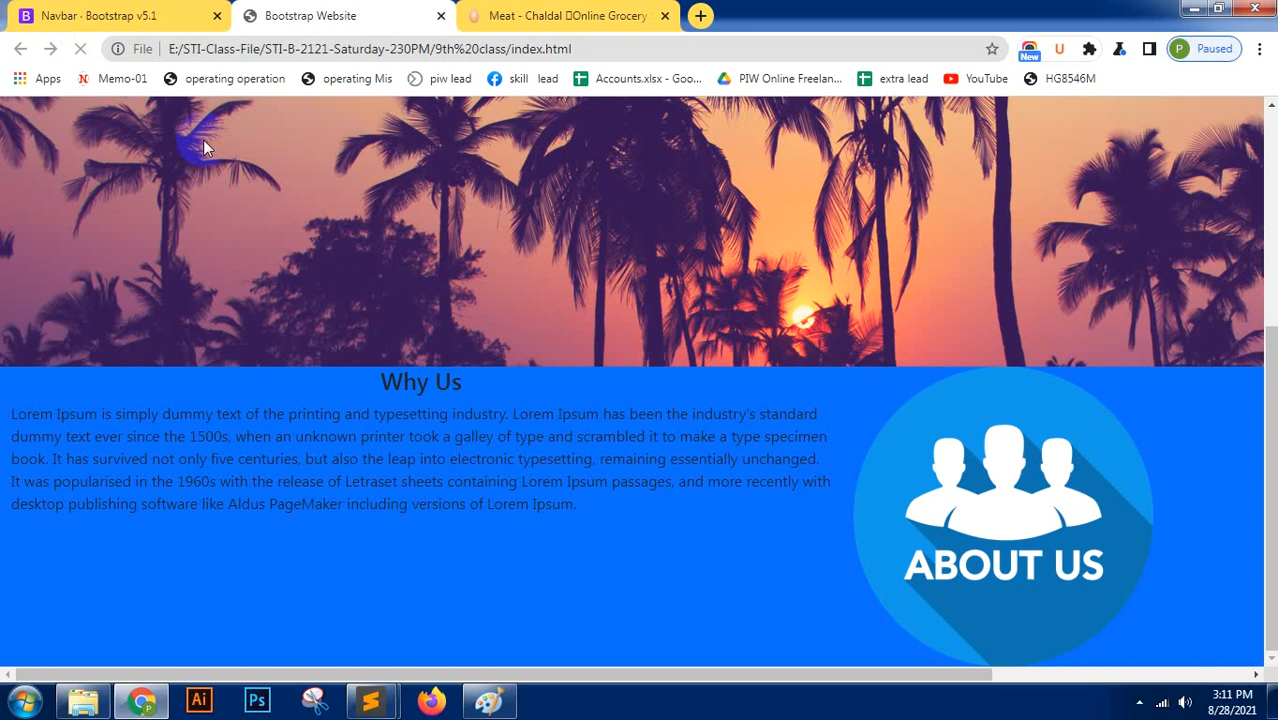 Navbar · Bootstrap v5.1
Bootstrap Website
Meat - Chaldal Online Grocery
File
E:/STI-Class-File/STI-B-2121-Saturday-230PM/9th%20class/index.html
New
U
P Paused
Apps
N Memo-01
operating operation
operating Mis
piw lead
skill lead
Accounts.xlsx - Goo...
PIW Online Freelan...
extra lead
YouTube
HG8546M
Why Us
Lorem Ipsum is simply dummy text of the printing and typesetting industry. Lorem Ipsum has been the industry's standard
dummy text ever since the 1500s, when an unknown printer took a galley of type and scrambled it to make a type specimen
book. It has survived not only five centuries, but also the leap into electronic typesetting, remaining essentially unchanged.
It was popularised in the 1960s with the release of Letraset sheets containing Lorem Ipsum passages, and more recently with
desktop publishing software like Aldus PageMaker including versions of Lorem Ipsum.
ABOUT US
Ai
Ps
3:11 PM
8/28/2021